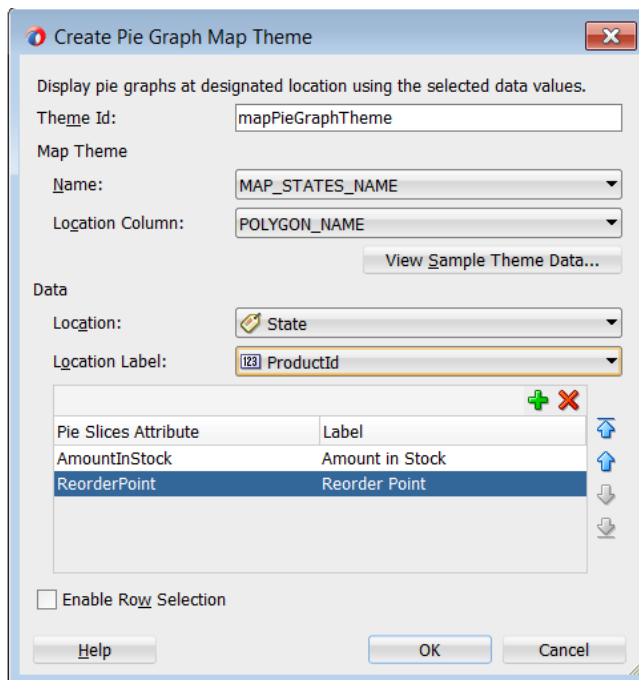 Create Pie Graph Map Theme
Display pie graphs at designated location using the selected data values.
Theme Id: mapPieGraphTheme
Map Theme
Name: MAP_STATES_NAME
Location Column: POLYGON_NAME
View Sample Theme Data...
Data
Location: State
Location Label: 123 ProductId
Pie Slices Attribute Label
AmountInStock Amount in Stock
ReorderPoint Reorder Point
Enable Row Selection
Help OK Cancel